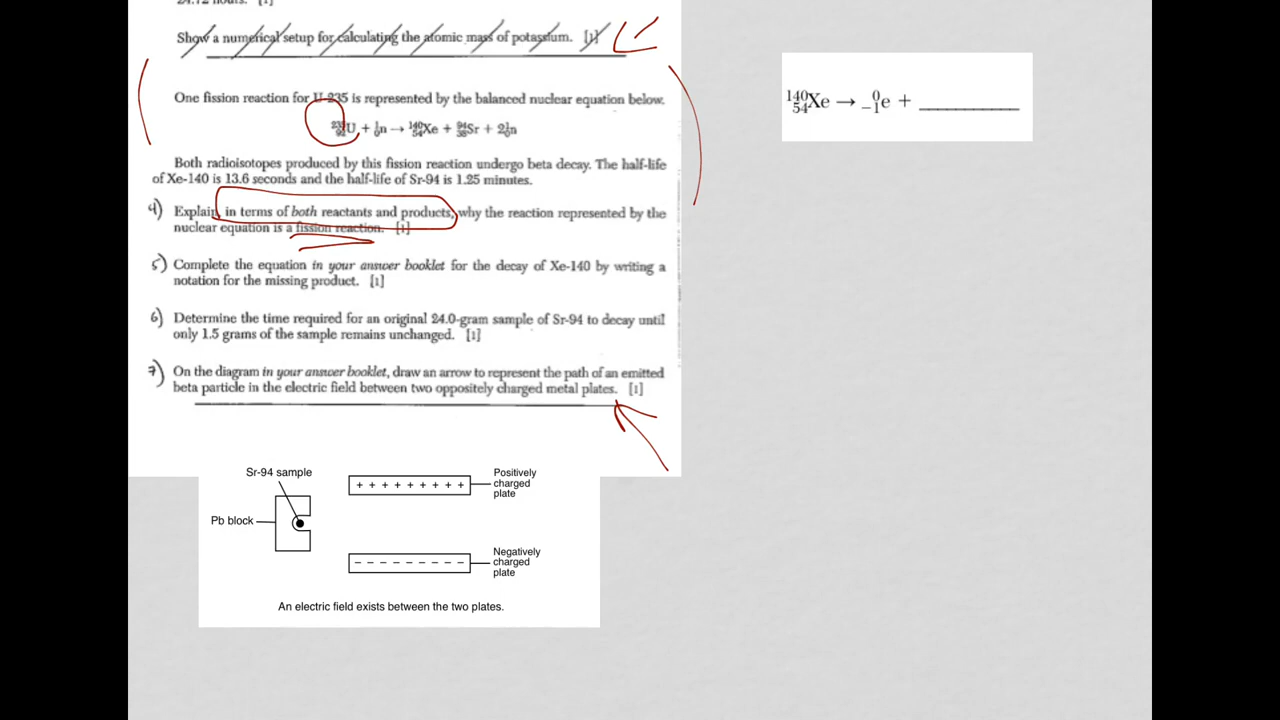 Show a numerical setup for calculating the atomic mass of potassium. [1]
One fission reaction for U-235 is represented by the balanced nuclear equation below.
U + ¹₀n → ¹⁴⁰₅₄Xe + ⁹⁴₃₈Sr + 2¹₀n
Both radioisotopes produced by this fission reaction undergo beta decay. The half-life
of Xe-140 is 13.6 seconds and the half-life of Sr-94 is 1.25 minutes.
4) Explain, in terms of both reactants and products, why the reaction represented by the
nuclear equation is a fission reaction. [1]
5) Complete the equation in your answer booklet for the decay of Xe-140 by writing a
notation for the missing product. [1]
6) Determine the time required for an original 24.0-gram sample of Sr-94 to decay until
only 1.5 grams of the sample remains unchanged. [1]
7) On the diagram in your answer booklet, draw an arrow to represent the path of an emitted
beta particle in the electric field between two oppositely charged metal plates. [1]
Sr-94 sample
Pb block
+ + + + + + + + +
Positively
charged
plate
− − − − − − − − −
Negatively
charged
plate
An electric field exists between the two plates.
¹⁴⁰₅₄Xe → ⁰₋₁e + __________